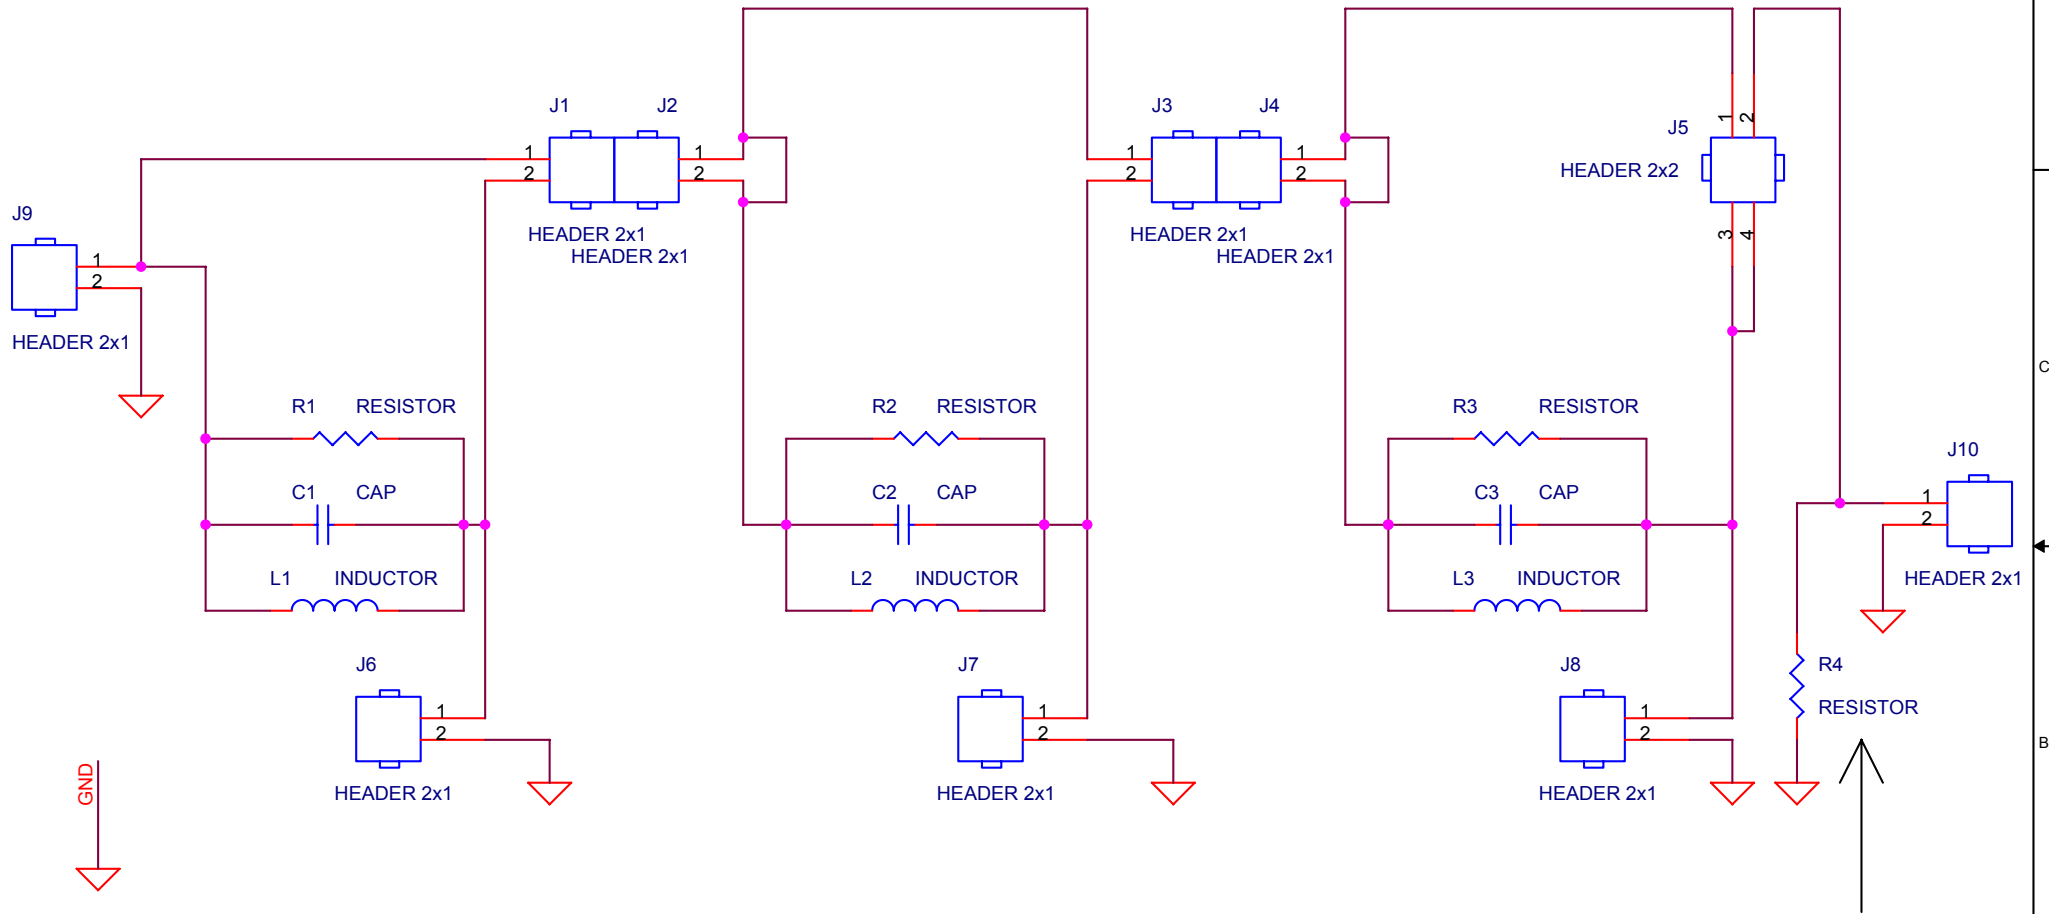 J1 J2 J3 J4
1 2
J5
HEADER 2x2
1 1 1 1
2 2 2 2
J9
HEADER 2x1 HEADER 2x1
HEADER 2x1 HEADER 2x1
3 4
1
2
HEADER 2x1
C
R1 RESISTOR R2 RESISTOR R3 RESISTOR
J10
C1 CAP C2 CAP C3 CAP
1
2
L1 INDUCTOR L2 INDUCTOR L3 INDUCTOR HEADER 2x1
J6 J7 J8 R4
RESISTOR
1 1 1
2 2 2
B
GND
HEADER 2x1 HEADER 2x1 HEADER 2x1